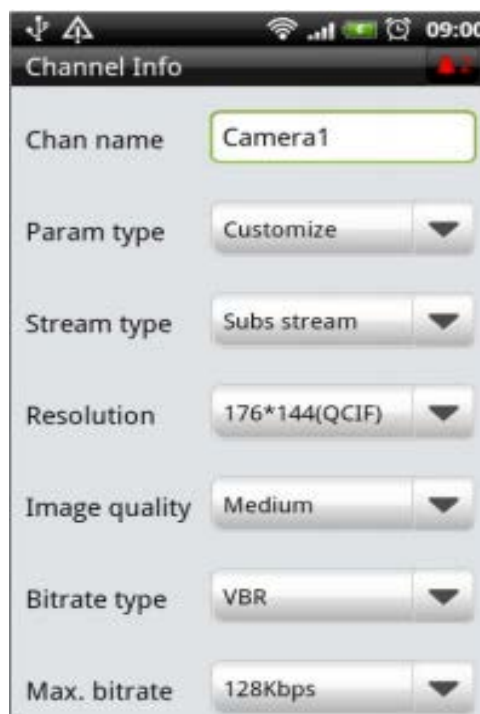 09:00
Channel Info
Chan name Camera1
Param type Customize
Stream type Subs stream
Resolution 176*144(QCIF)
Image quality Medium
Bitrate type VBR
Max. bitrate 128Kbps